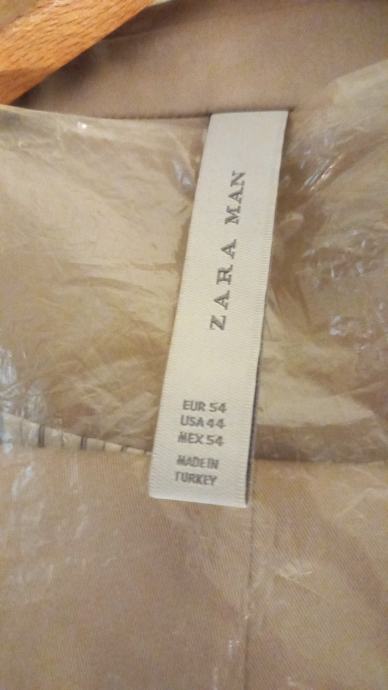 ZARA MAN
EUR 54
USA 44
MEX 54
MADE IN
TURKEY